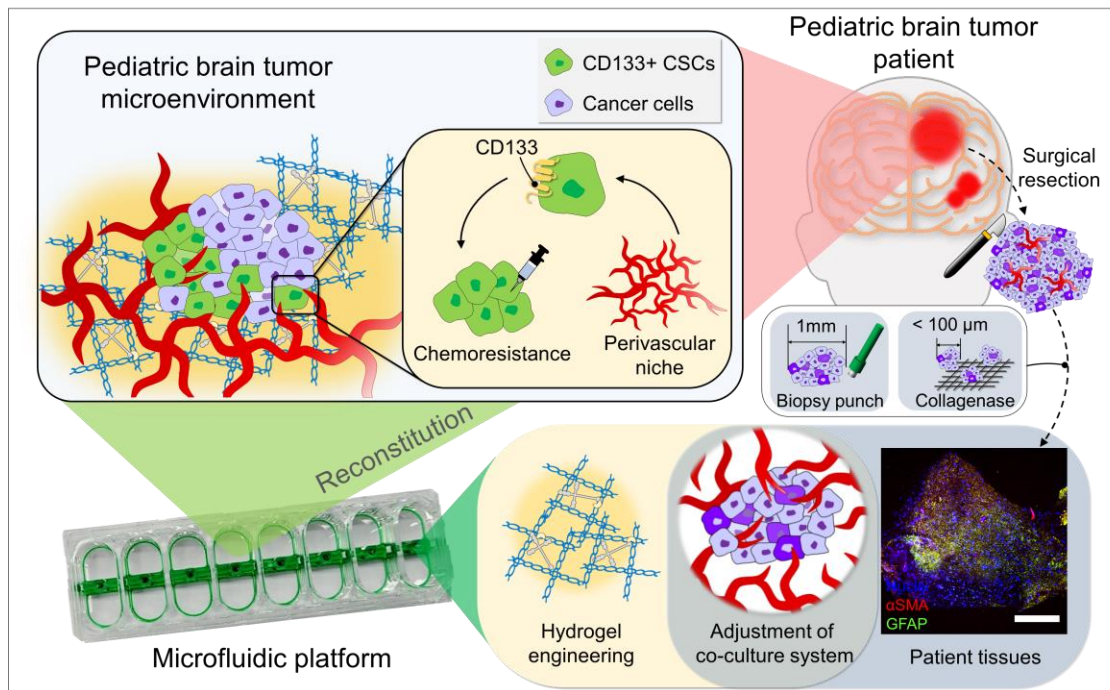 Pediatric brain tumor
microenvironment
CD133+ CSCs
Cancer cells
CD133
Chemoresistance
Perivascular
niche
Pediatric brain tumor
patient
Surgical
resection
1mm
Biopsy punch
< 100 µm
Collagenase
Reconstitution
Microfluidic platform
Hydrogel
engineering
Adjustment of
co-culture system
αSMA
GFAP
Patient tissues